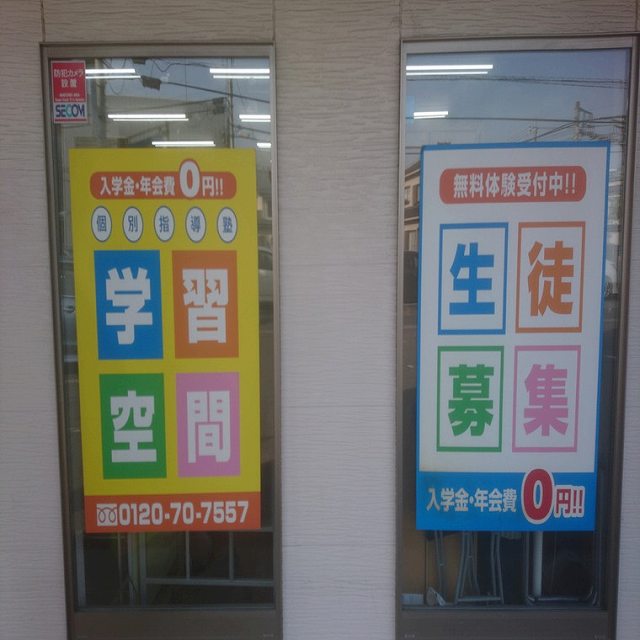 防犯カメラ
設置
SECOM
入学金・年会費0円!!
個別指導塾
学習
空間
0120-70-7557
無料体験受付中!!
生徒
募集
入学金・年会費0円!!